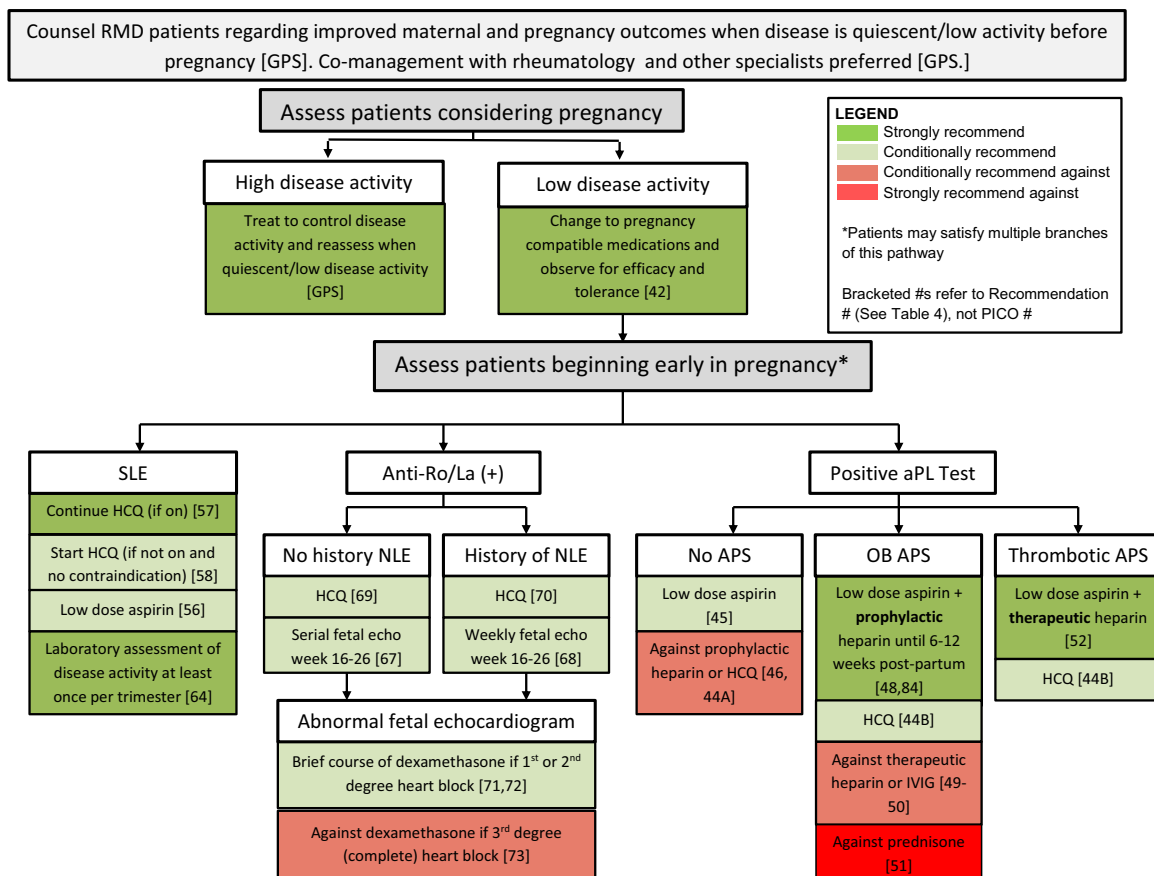 Counsel RMD patients regarding improved maternal and pregnancy outcomes when disease is quiescent/low activity before
pregnancy [GPS]. Co-management with rheumatology and other specialists preferred [GPS.]
Assess patients considering pregnancy
LEGEND
Strongly recommend
Conditionally recommend
Conditionally recommend against
Strongly recommend against
*Patients may satisfy multiple branches
of this pathway
Bracketed #s refer to Recommendation
# (See Table 4), not PICO #
High disease activity
Treat to control disease
activity and reassess when
quiescent/low disease activity
[GPS]
Low disease activity
Change to pregnancy
compatible medications and
observe for efficacy and
tolerance [42]
Assess patients beginning early in pregnancy*
SLE
Continue HCQ (if on) [57]
Start HCQ (if not on and
no contraindication) [58]
Low dose aspirin [56]
Laboratory assessment of
disease activity at least
once per trimester [64]
Anti-Ro/La (+)
No history NLE
HCQ [69]
Serial fetal echo
week 16-26 [67]
History of NLE
HCQ [70]
Weekly fetal echo
week 16-26 [68]
Abnormal fetal echocardiogram
Brief course of dexamethasone if 1st or 2nd
degree heart block [71,72]
Against dexamethasone if 3rd degree
(complete) heart block [73]
Positive aPL Test
No APS
Low dose aspirin
[45]
Against prophylactic
heparin or HCQ [46,
44A]
OB APS
Low dose aspirin +
prophylactic
heparin until 6-12
weeks post-partum
[48,84]
HCQ [44B]
Against therapeutic
heparin or IVIG [49-
50]
Against prednisone
[51]
Thrombotic APS
Low dose aspirin +
therapeutic heparin
[52]
HCQ [44B]